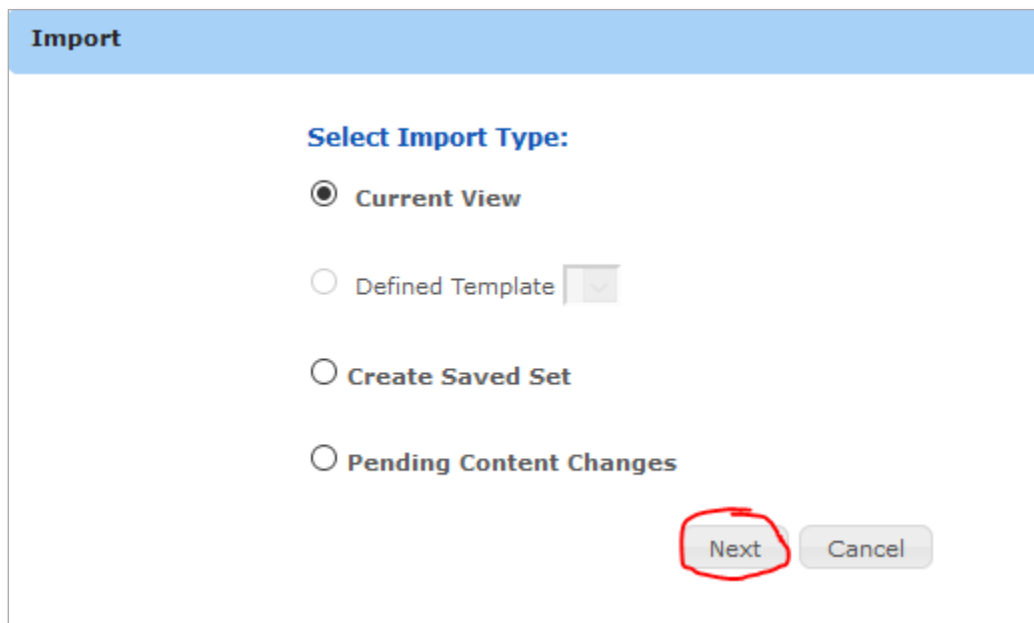 Import
Select Import Type:
Current View
Defined Template
Create Saved Set
Pending Content Changes
Next Cancel